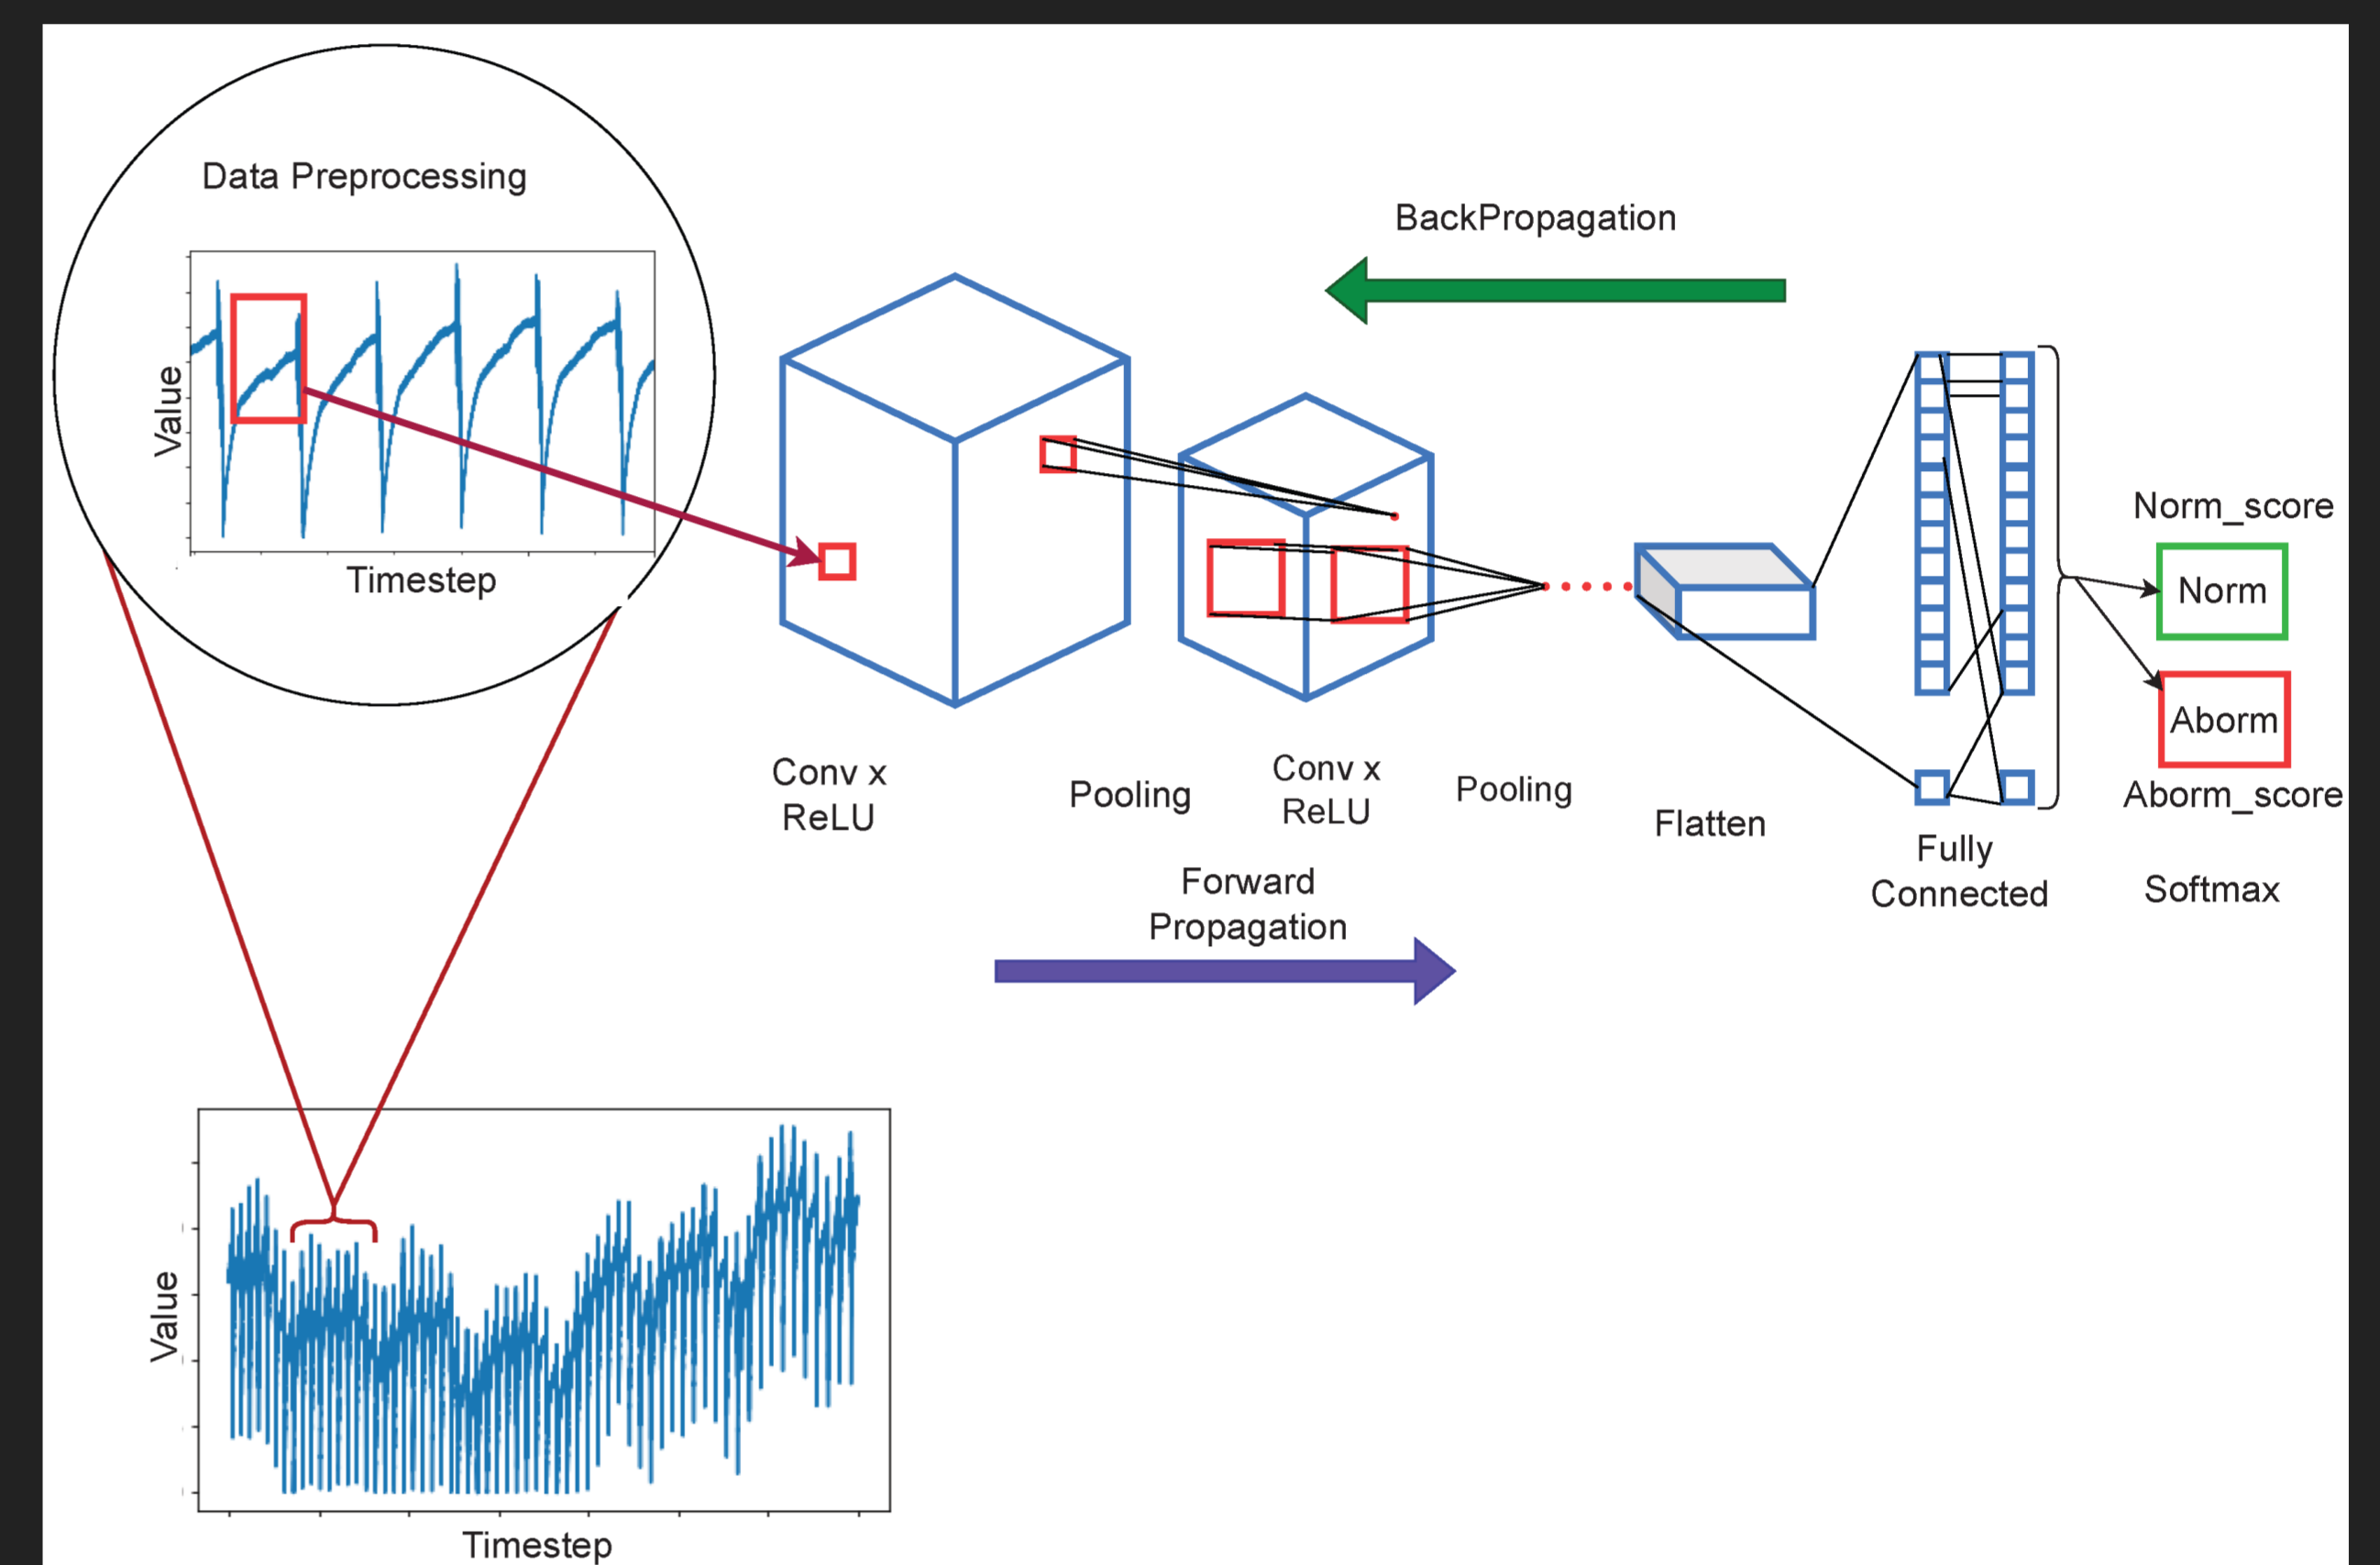 Data Preprocessing
Value
Timestep
BackPropagation
Conv x
ReLU
Pooling
Conv x
ReLU
Pooling
Flatten
Fully
Connected
Norm_score
Norm
Aborm
Aborm_score
Softmax
Forward
Propagation
Value
Timestep